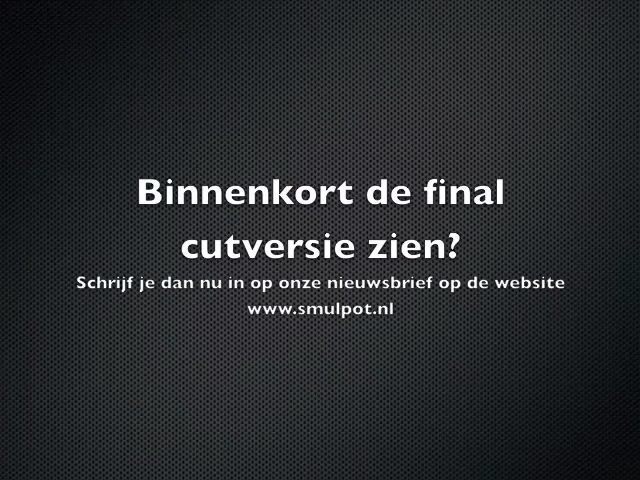 Binnenkort de final
cutversie zien?
Schrijf je dan nu in op onze nieuwsbrief op de website
www.smulpot.nl